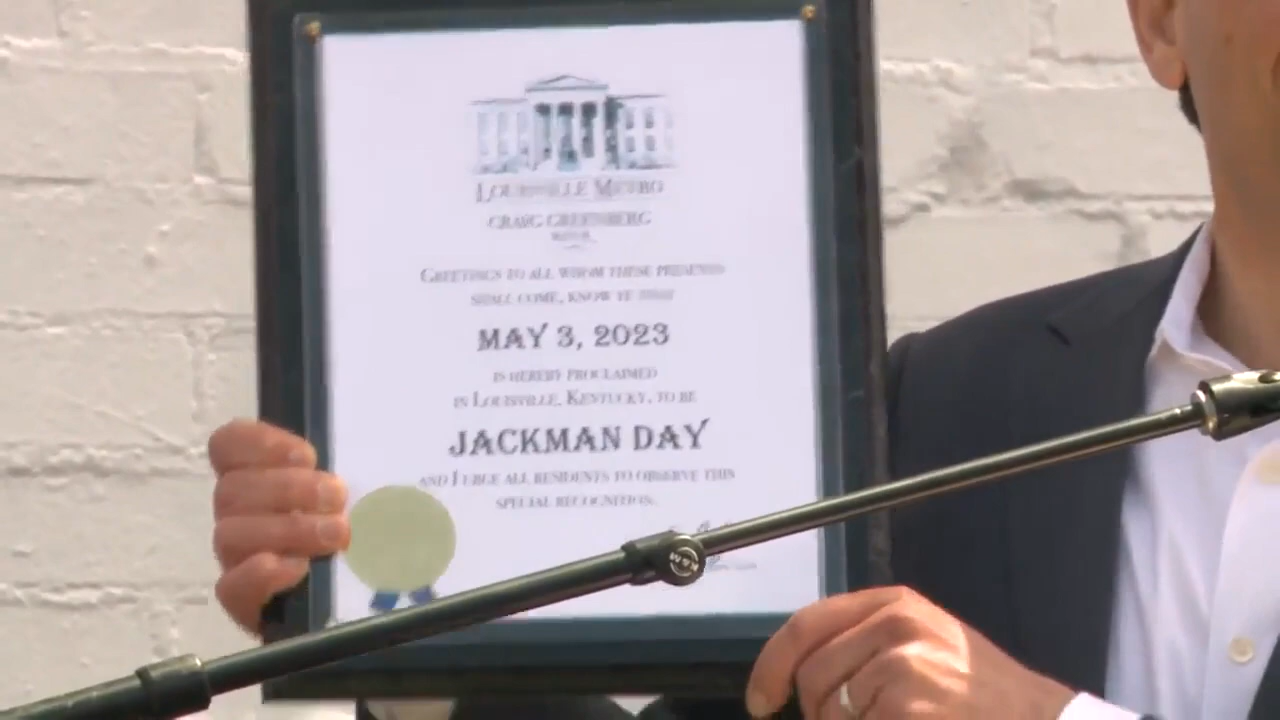 LOUISVILLE METRO
CRAIG GREENBERG
MAYOR
GREETINGS TO ALL WHOM THESE PRESENTS
SHALL COME, KNOW YE THAT
MAY 3, 2023
IS HEREBY PROCLAIMED
IN LOUISVILLE, KENTUCKY, TO BE
JACKMAN DAY
AND I URGE ALL RESIDENTS TO OBSERVE THIS
SPECIAL RECOGNITION.
K&M